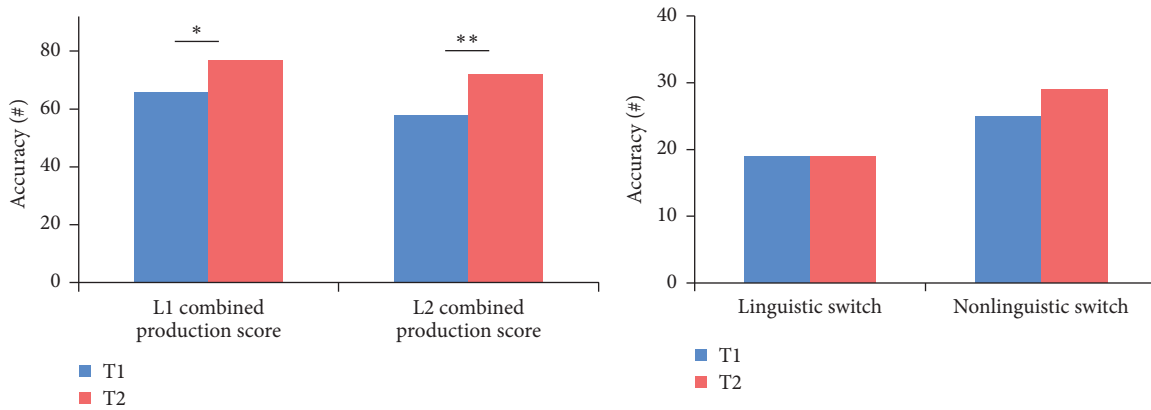 Accuracy (#)
80
60
40
20
0
*
**
L1 combined
production score
L2 combined
production score
T1
T2
Accuracy (#)
40
30
20
10
0
Linguistic switch
Nonlinguistic switch
T1
T2